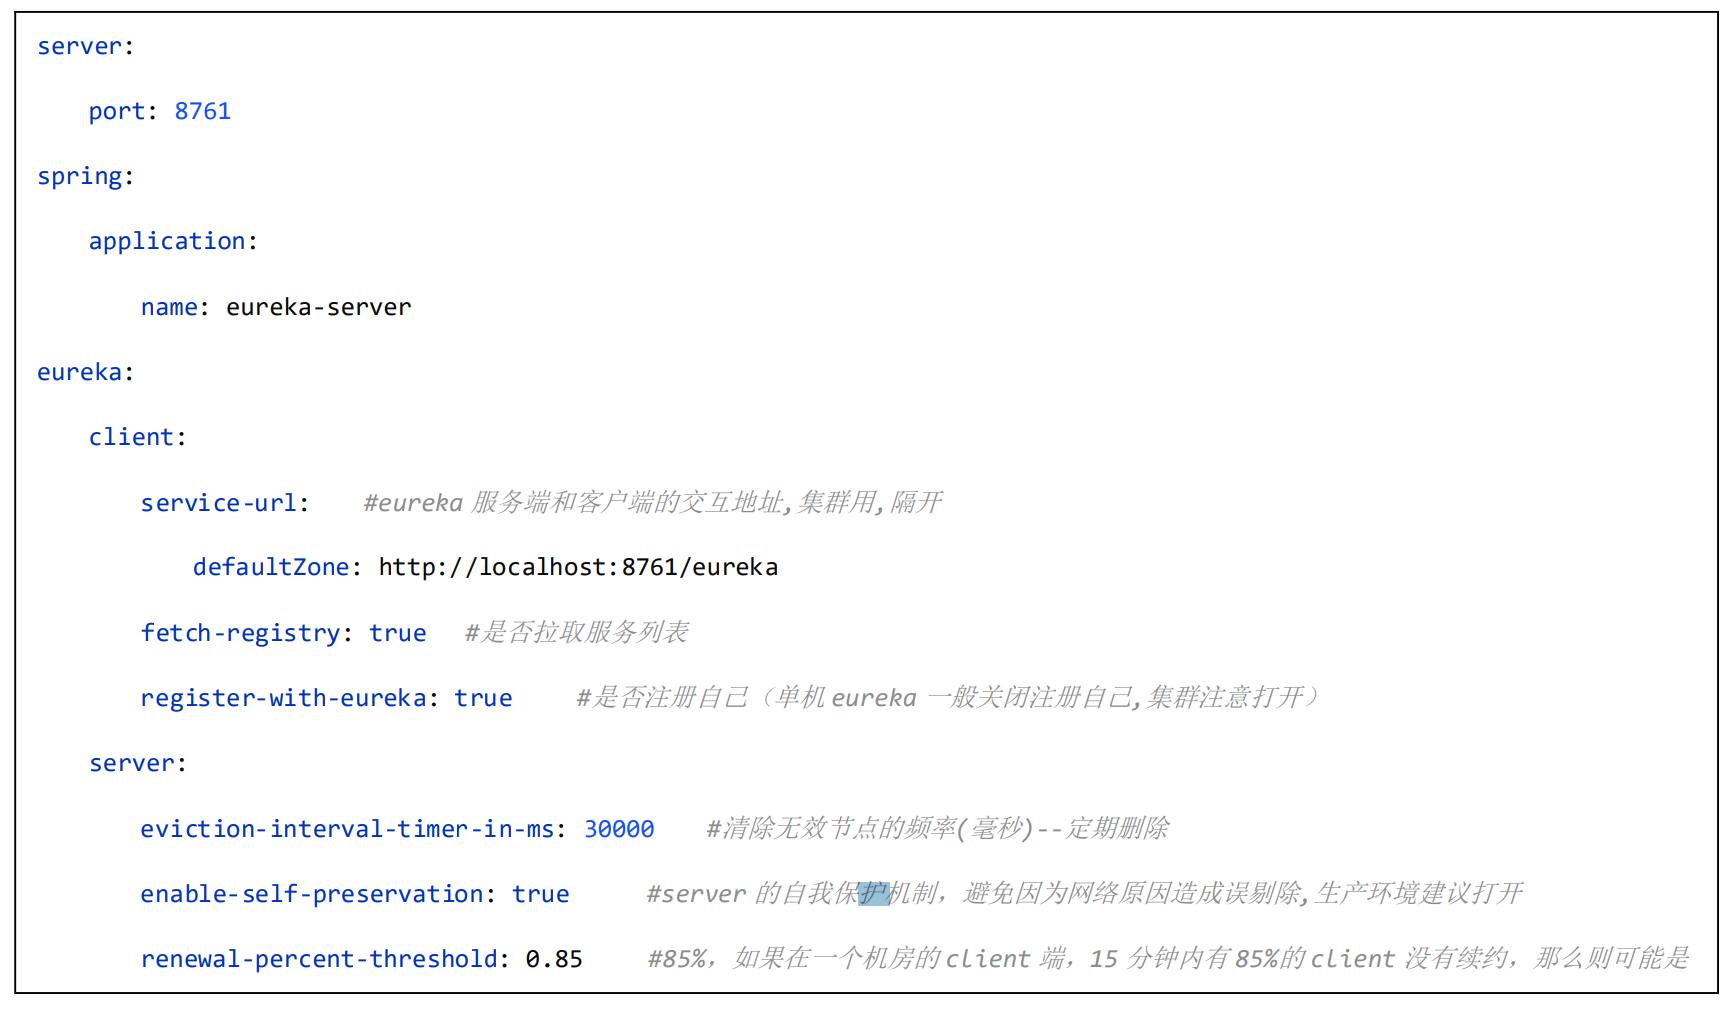 server:
port: 8761
spring:
application:
name: eureka-server
eureka:
client:
service-url: #eureka 服务端和客户端的交互地址,集群用,隔开
defaultZone: http://localhost:8761/eureka
fetch-registry: true #是否拉取服务列表
register-with-eureka: true #是否注册自己（单机 eureka 一般关闭注册自己,集群注意打开）
server:
eviction-interval-timer-in-ms: 30000 #清除无效节点的频率(毫秒)--定期删除
enable-self-preservation: true #server 的自我保护机制，避免因为网络原因造成误剔除,生产环境建议打开
renewal-percent-threshold: 0.85 #85%，如果在一个机房的 client 端，15 分钟内有 85%的 client 没有续约，那么则可能是